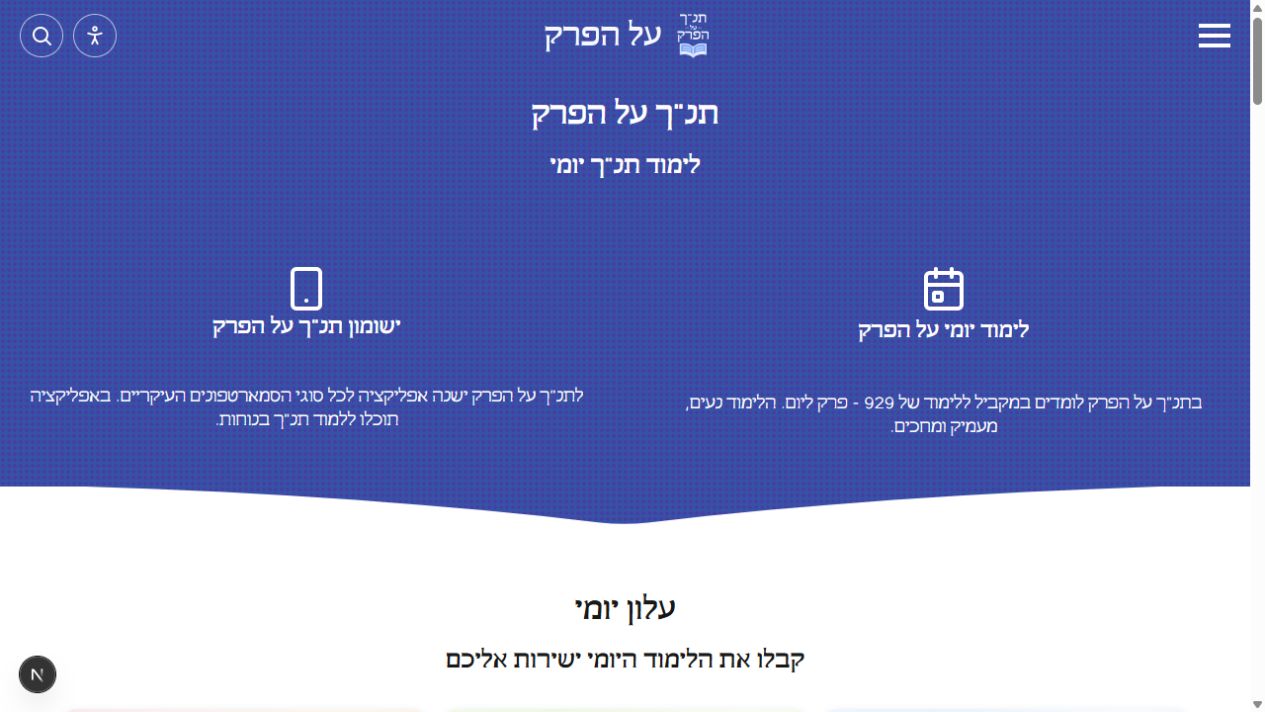 תנ"ך
על
הפרק
על הפרק
תנ"ך על הפרק
לימוד תנ"ך יומי
לימוד יומי על הפרק
בתנ"ך על הפרק לומדים במקביל ללימוד של 929 - פרק ליום. הלימוד נעים,
מעמיק ומחכים.
ישומון תנ"ך על הפרק
לתנ"ך על הפרק ישנה אפליקציה לכל סוגי הסמארטפונים העיקריים. באפליקציה
תוכלו ללמוד תנ"ך בנוחות.
עלון יומי
קבלו את הלימוד היומי ישירות אליכם
N